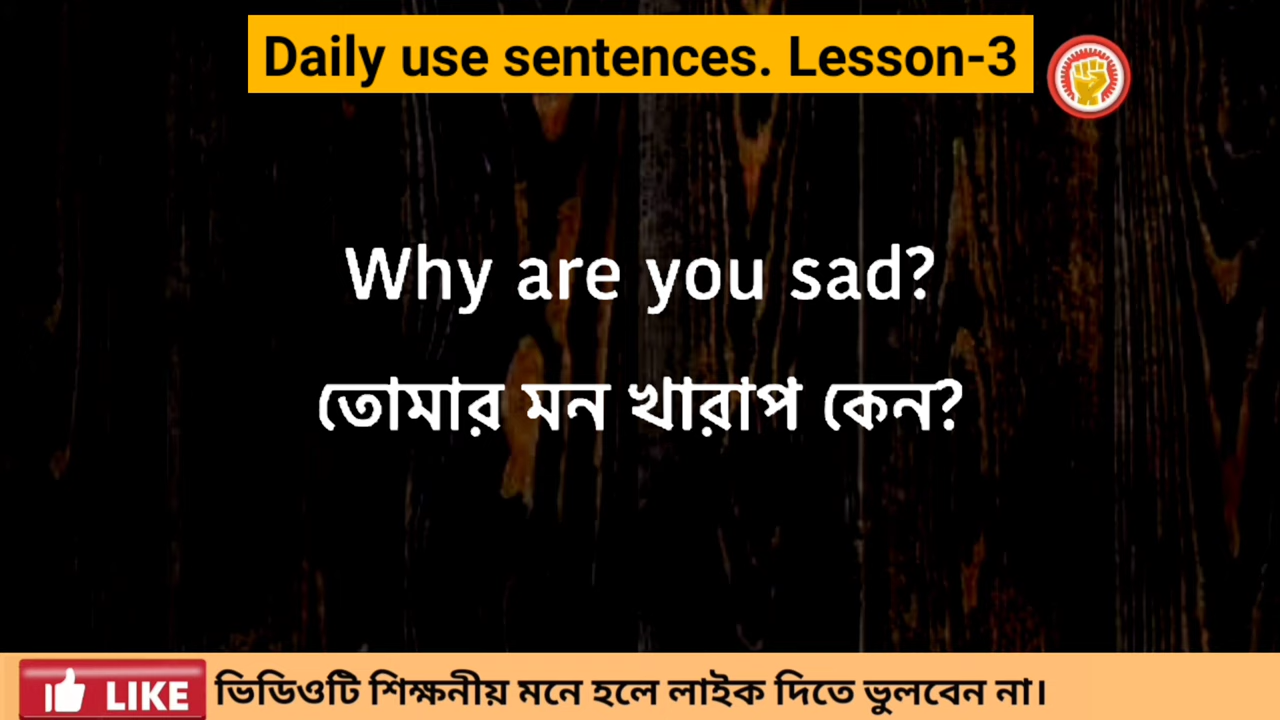 Daily use sentences. Lesson-3
Why are you sad?
তোমার মন খারাপ কেন?
LIKE ভিডিওটি শিক্ষনীয় মনে হলে লাইক দিতে ভুলবেন না।